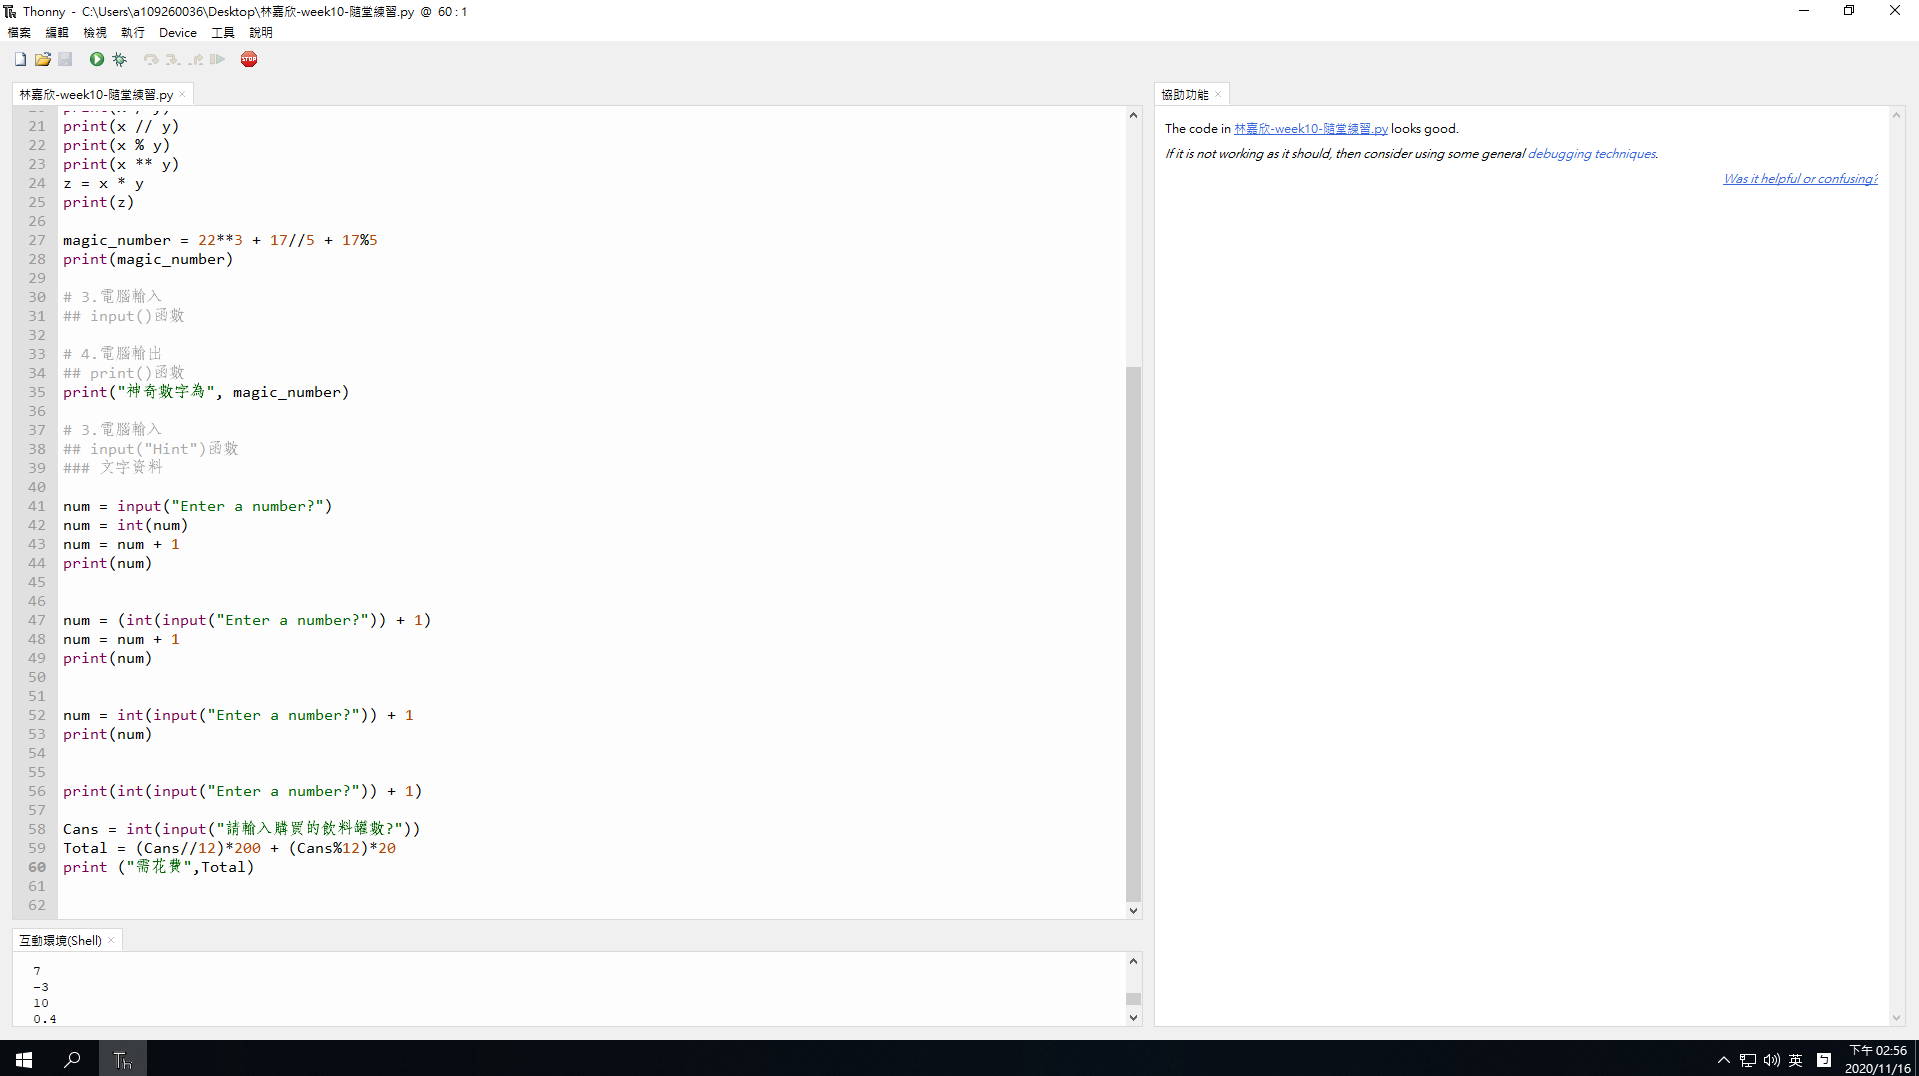 Thonny - C:\Users\a109260036\Desktop\林嘉欣-week10-隨堂練習.py @ 60 : 1
檔案 編輯 檢視 執行 Device 工具 說明
STOP
林嘉欣-week10-隨堂練習.py
21 print(x // y)
22 print(x % y)
23 print(x ** y)
24 z = x * y
25 print(z)
26
27 magic_number = 22**3 + 17//5 + 17%5
28 print(magic_number)
29
30 # 3.電腦輸入
31 ## input()函數
32
33 # 4.電腦輸出
34 ## print()函數
35 print("神奇數字為", magic_number)
36
37 # 3.電腦輸入
38 ## input("Hint")函數
39 ### 文字資料
40
41 num = input("Enter a number?")
42 num = int(num)
43 num = num + 1
44 print(num)
45
46
47 num = (int(input("Enter a number?")) + 1)
48 num = num + 1
49 print(num)
50
51
52 num = int(input("Enter a number?")) + 1
53 print(num)
54
55
56 print(int(input("Enter a number?")) + 1)
57
58 Cans = int(input("請輸入購買的飲料罐數?"))
59 Total = (Cans//12)*200 + (Cans%12)*20
60 print ("需花費",Total)
61
62
互動環境(Shell)
7
-3
10
0.4
協助功能
The code in 林嘉欣-week10-隨堂練習.py looks good.
If it is not working as it should, then consider using some general debugging techniques.
Was it helpful or confusing?
英
下午 02:56
2020/11/16